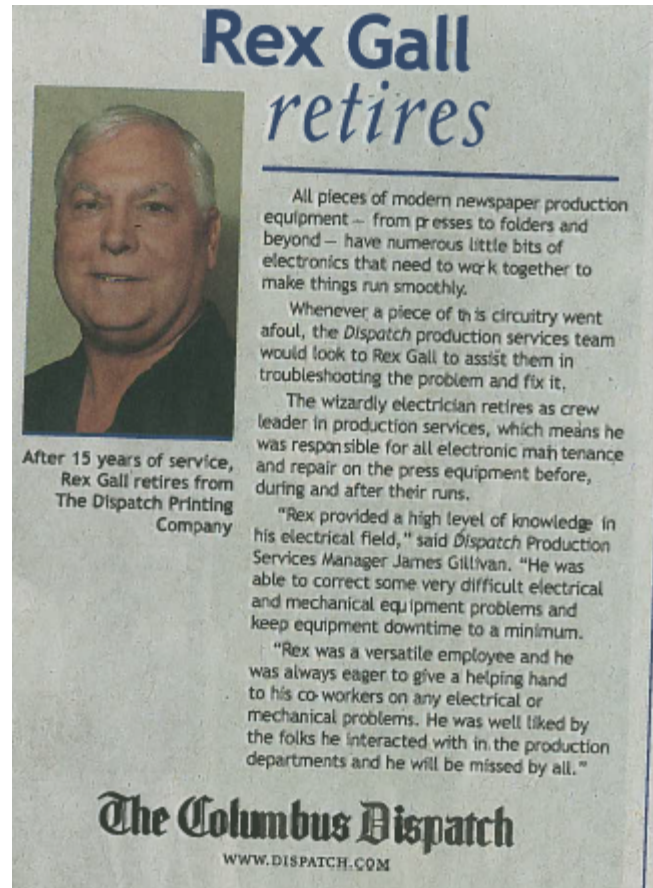 Rex Gall
retires
All pieces of modern newspaper production
equipment — from presses to folders and
beyond — have numerous little bits of
electronics that need to work together to
make things run smoothly.
Whenever a piece of this circuitry went
afoul, the Dispatch production services team
would look to Rex Gall to assist them in
troubleshooting the problem and fix it.
The wizardly electrician retires as crew
leader in production services, which means he
was responsible for all electronic maintenance
and repair on the press equipment before,
during and after their runs.
"Rex provided a high level of knowledge in
his electrical field," said Dispatch Production
Services Manager James Gillivan. "He was
able to correct some very difficult electrical
and mechanical equipment problems and
keep equipment downtime to a minimum.
"Rex was a versatile employee and he
was always eager to give a helping hand
to his co-workers on any electrical or
mechanical problems. He was well liked by
the folks he interacted with in the production
departments and he will be missed by all."
After 15 years of service,
Rex Gall retires from
The Dispatch Printing
Company
The Columbus Dispatch
WWW.DISPATCH.COM